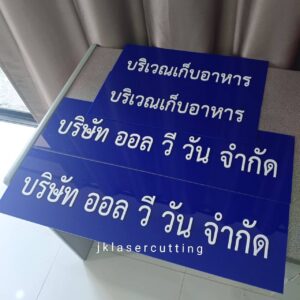 บริเวณเก็บอาหาร
บริเวณเก็บอาหาร
บริษัท ออล วี วัน จำกัด
บริษัท ออล วี วัน จำกัด
jklasercutting